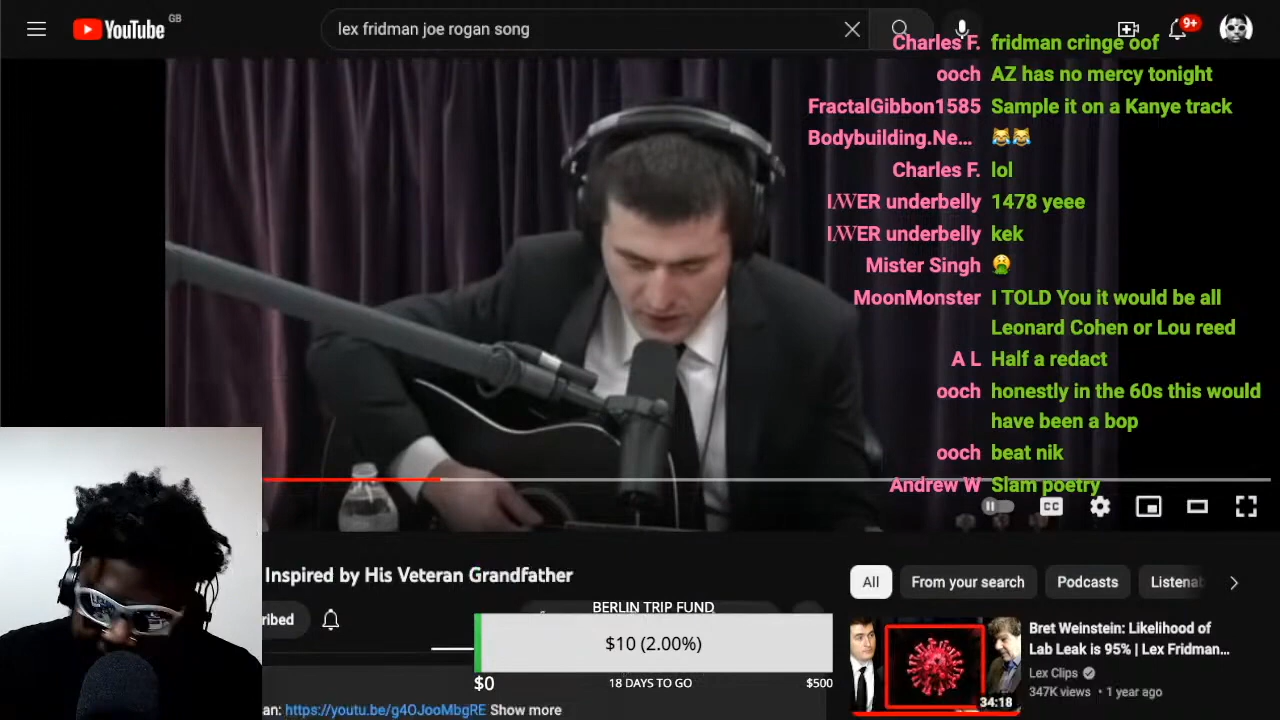 YouTube GB
lex fridman joe rogan song
9+
Charles F. fridman cringe oof
ooch AZ has no mercy tonight
FractalGibbon1585 Sample it on a Kanye track
Bodybuilding.Ne... 😹😹
Charles F. lol
IWER underbelly 1478 yeee
IWER underbelly kek
Mister Singh 🤮
MoonMonster I TOLD You it would be all
Leonard Cohen or Lou reed
A L Half a redact
ooch honestly in the 60s this would
have been a bop
ooch beat nik
Andrew W Slam poetry
CC
Inspired by His Veteran Grandfather
ribed
All
From your search
Podcasts
Listenab
BERLIN TRIP FUND
$10 (2.00%)
$0
18 DAYS TO GO
$500
an: https://youtu.be/g4OJooMbgRE Show more
Bret Weinstein: Likelihood of
Lab Leak is 95% | Lex Fridman...
Lex Clips
347K views • 1 year ago
34:18